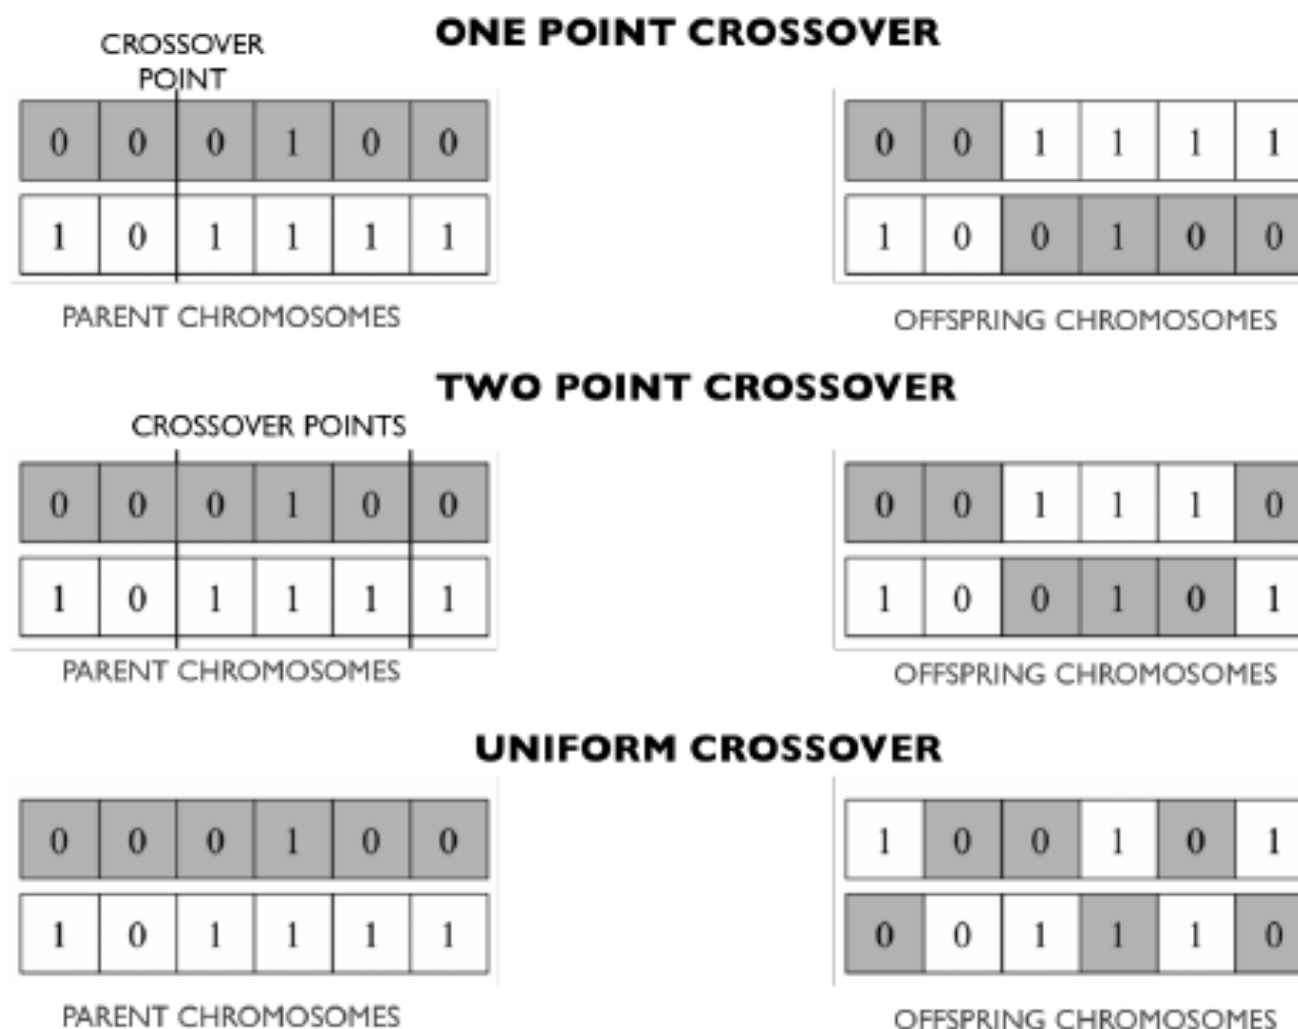 ONE POINT CROSSOVER
CROSSOVER
POINT
0 0 0 1 0 0
1 0 1 1 1 1
PARENT CHROMOSOMES
0 0 1 1 1 1
1 0 0 1 0 0
OFFSPRING CHROMOSOMES
TWO POINT CROSSOVER
CROSSOVER POINTS
0 0 0 1 0 0
1 0 1 1 1 1
PARENT CHROMOSOMES
0 0 1 1 1 0
1 0 0 1 0 1
OFFSPRING CHROMOSOMES
UNIFORM CROSSOVER
0 0 0 1 0 0
1 0 1 1 1 1
PARENT CHROMOSOMES
1 0 0 1 0 1
0 0 1 1 1 0
OFFSPRING CHROMOSOMES